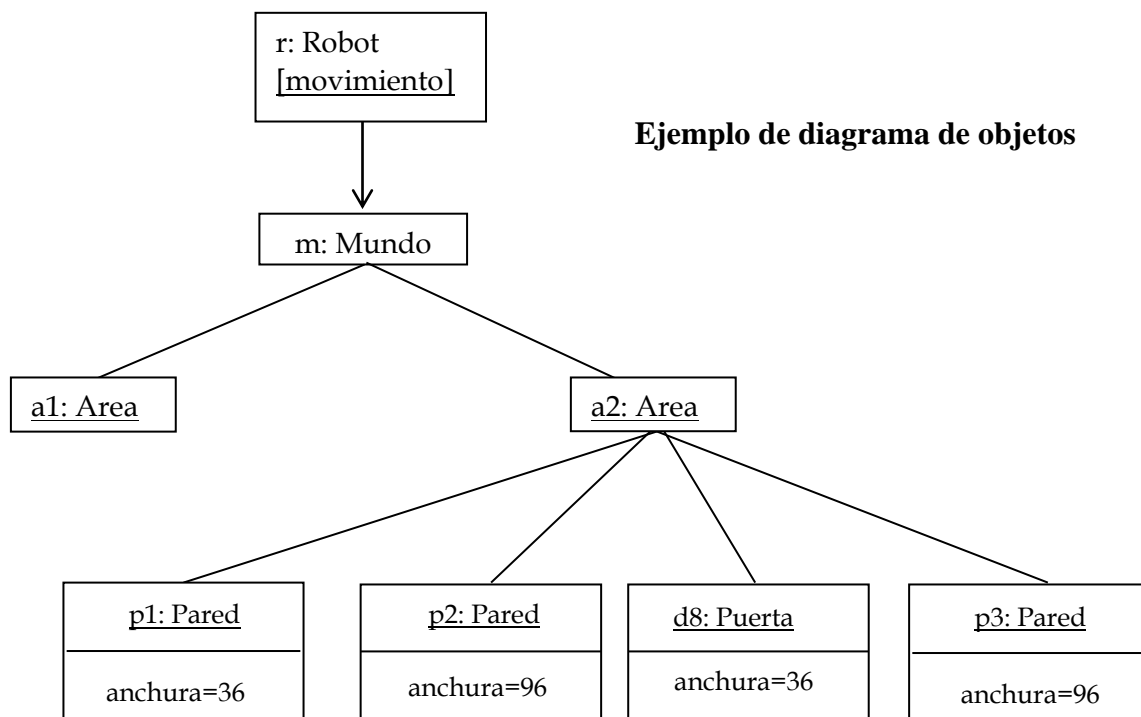 r: Robot
[movimiento]
Ejemplo de diagrama de objetos
m: Mundo
a1: Area
a2: Area
p1: Pared
p2: Pared
d8: Puerta
p3: Pared
anchura=36
anchura=96
anchura=36
anchura=96